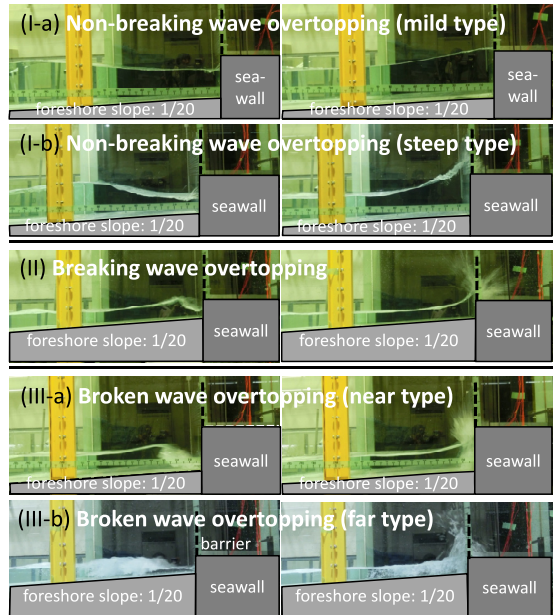 (I-a) Non-breaking wave overtopping (mild type)
sea-
wall
foreshore slope: 1/20
sea-
wall
foreshore slope: 1/20
(I-b) Non-breaking wave overtopping (steep type)
seawall
foreshore slope: 1/20
seawall
foreshore slope: 1/20
(II) Breaking wave overtopping
foreshore slope: 1/20
seawall
foreshore slope: 1/20
seawall
(III-a) Broken wave overtopping (near type)
seawall
foreshore slope: 1/20
seawall
foreshore slope: 1/20
(III-b) Broken wave overtopping (far type)
barrier
foreshore slope: 1/20
seawall
foreshore slope: 1/20
seawall